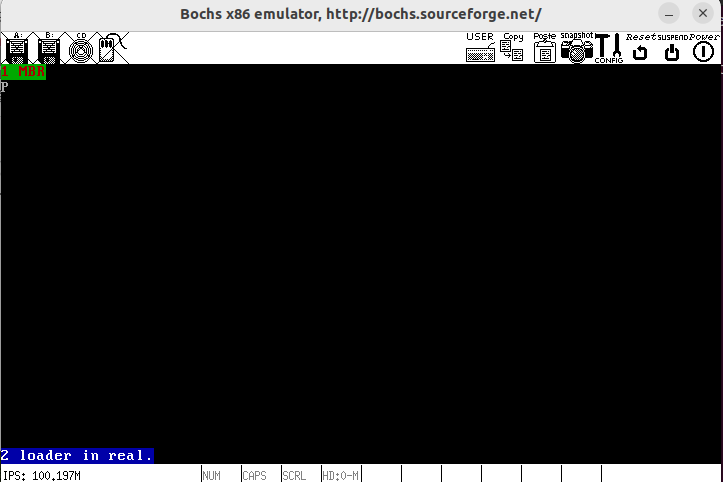 Bochs x86 emulator, http://bochs.sourceforge.net/
A: B: CD USER Copy Poste snapshot CONFIG Reset SUSPEND Power
1 MBR
P
2 loader in real.
IPS: 100.197M NUM CAPS SCRL HD:0-M